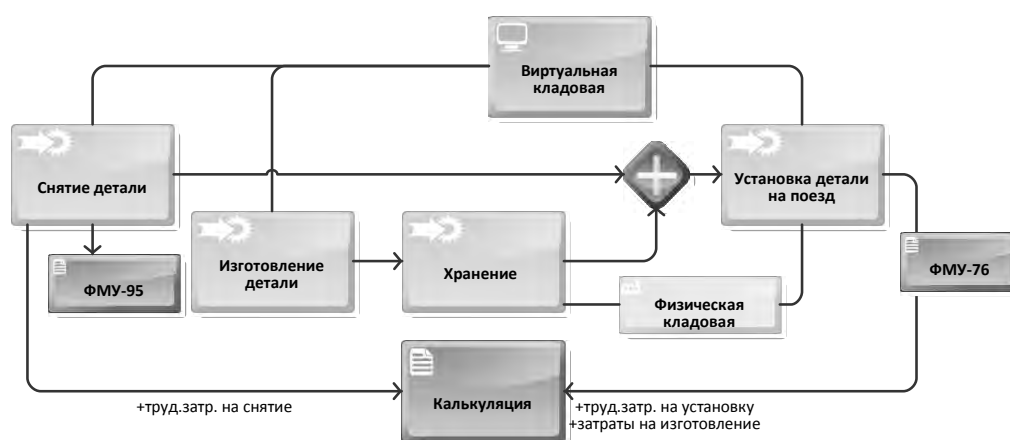 Виртуальная
кладовая
Снятие детали
Установка детали
на поезд
ФМУ-95
Изготовление
детали
Хранение
ФМУ-76
Физическая
кладовая
Калькуляция
+труд.затр. на снятие
+труд.затр. на установку
+затраты на изготовление